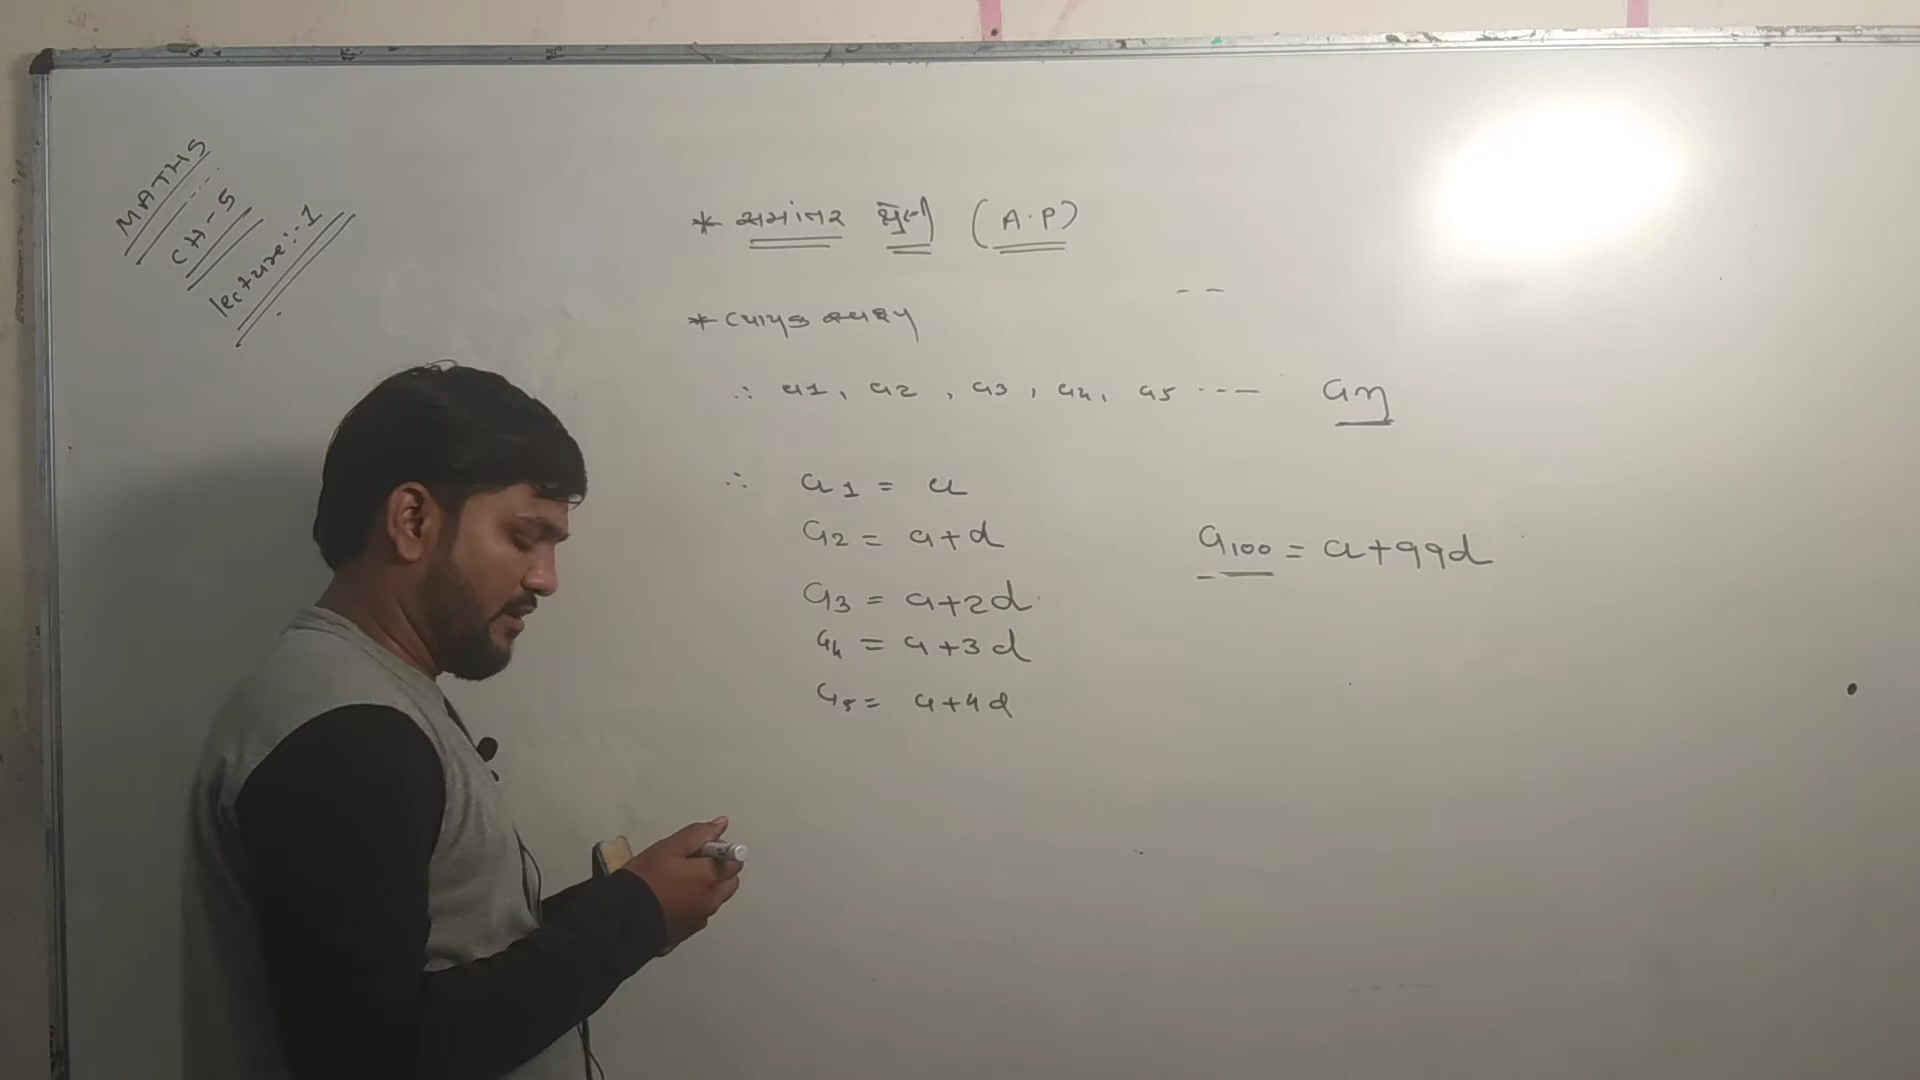 MATHS
CH-5
lecture:-1
* સમાંતર શ્રેણી (A.P)
* વ્યાપક સ્વરૂપ
∴ a1, a2, a3, a4, a5 ---- an
∴ a1 = a
a2 = a+d
a3 = a+2d
a4 = a+3d
a5 = a+4d
a100 = a+99d